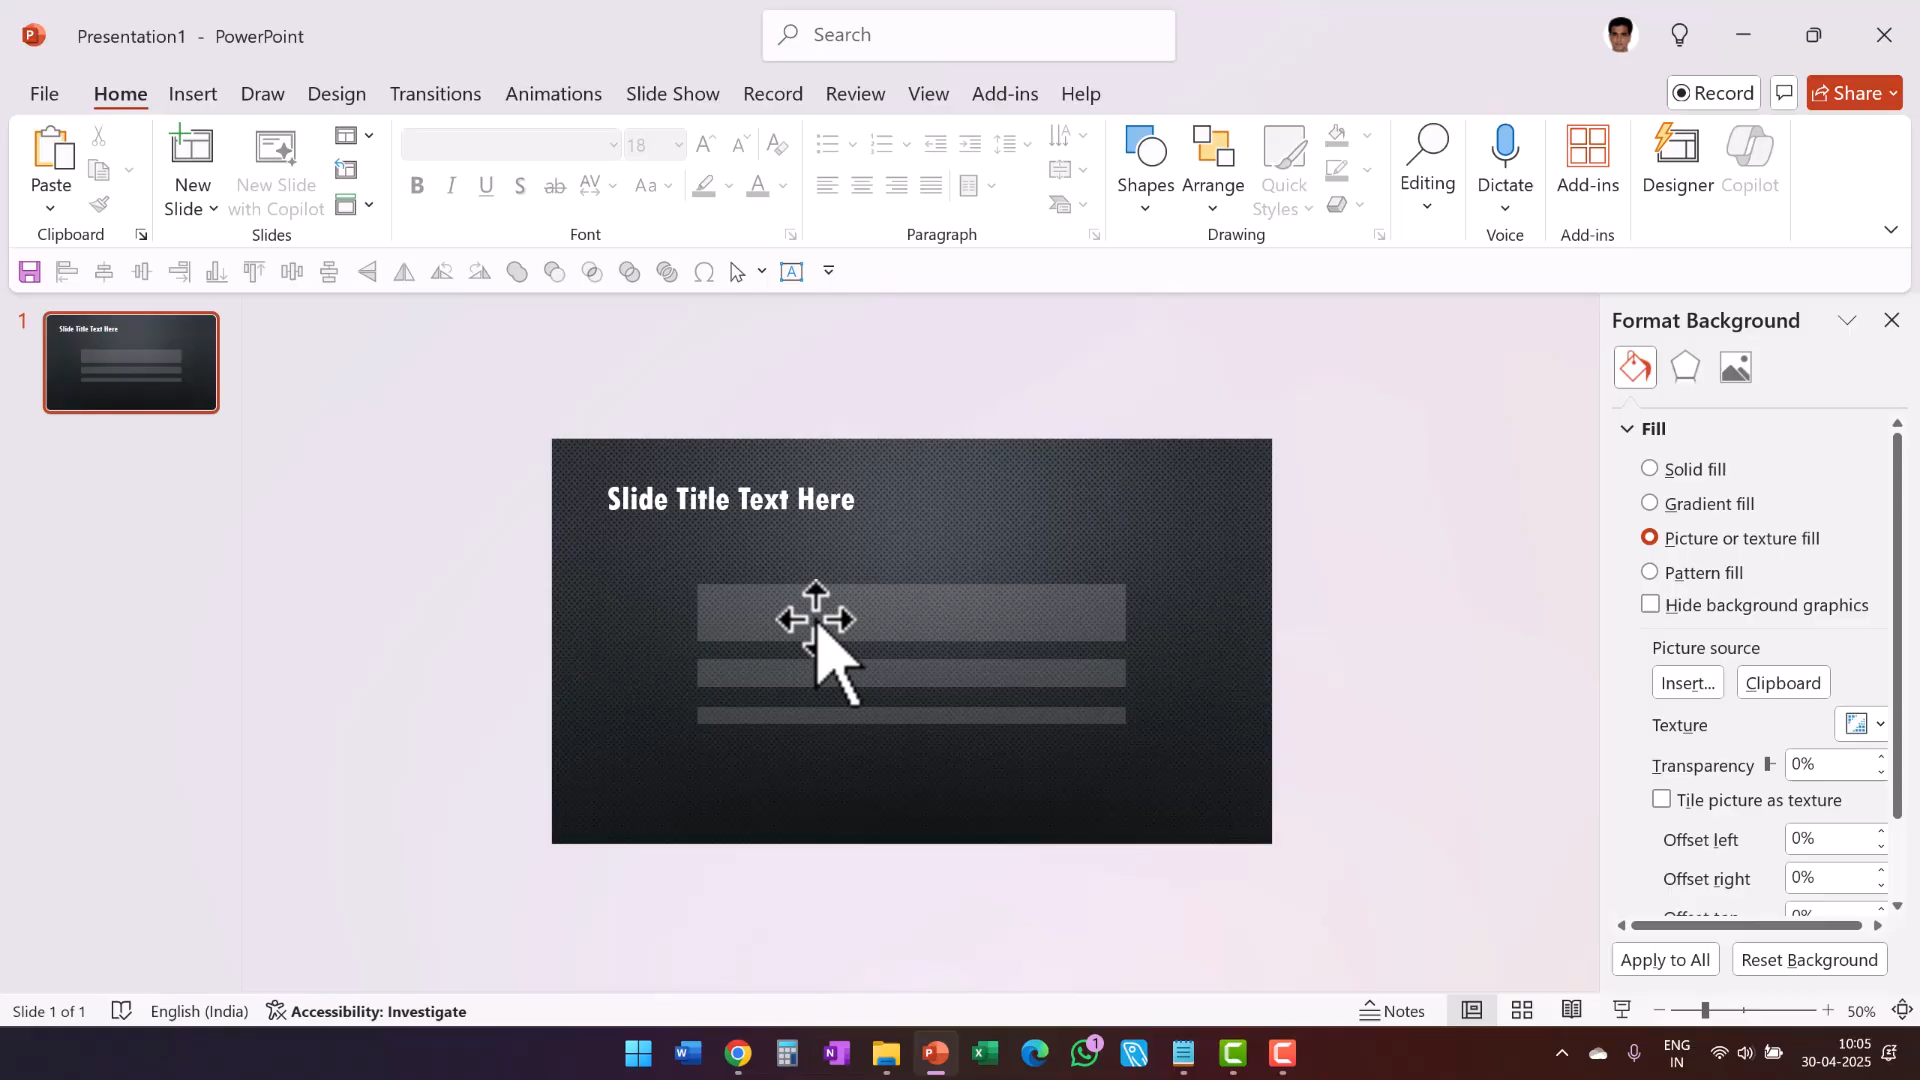 Presentation1 - PowerPoint
Search
File Home Insert Draw Design Transitions Animations Slide Show Record Review View Add-ins Help
Record
Share
Paste
New Slide
New Slide with Copilot
18
Shapes
Arrange
Quick Styles
Editing
Dictate
Add-ins
Designer
Copilot
Clipboard
Slides
Font
Paragraph
Drawing
Voice
Add-ins
1
Slide Title Text Here
Slide Title Text Here
Format Background
Fill
Solid fill
Gradient fill
Picture or texture fill
Pattern fill
Hide background graphics
Picture source
Insert...
Clipboard
Texture
Transparency 0%
Tile picture as texture
Offset left 0%
Offset right 0%
Offset top 0%
Apply to All
Reset Background
Slide 1 of 1
English (India)
Accessibility: Investigate
Notes
50%
1
ENG
IN
10:05
30-04-2025